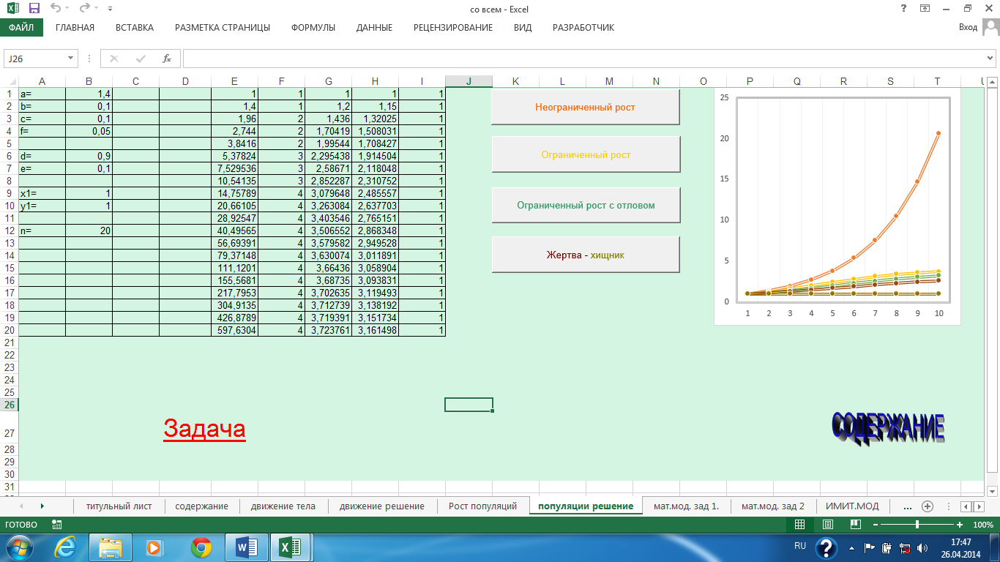 со всем - Excel
ФАЙЛ ГЛАВНАЯ ВСТАВКА РАЗМЕТКА СТРАНИЦЫ ФОРМУЛЫ ДАННЫЕ РЕЦЕНЗИРОВАНИЕ ВИД РАЗРАБОТЧИК Вход
J26 fx
A B C D E F G H I J K L M N O P Q R S T U
1 a= 1,4 1 1 1 1 1
2 b= 0,1 1,4 1 1,2 1,15 1
3 c= 0,1 1,96 2 1,436 1,32025 1
4 f= 0,05 2,744 2 1,70419 1,508031 1
5 3,8416 2 1,99544 1,708427 1
6 d= 0,9 5,37824 3 2,295438 1,914504 1
7 e= 0,1 7,529536 3 2,58671 2,118048 1
8 10,54135 3 2,852287 2,310752 1
9 x1= 1 14,75789 4 3,079648 2,485557 1
10 y1= 1 20,66105 4 3,263084 2,637703 1
11 28,92547 4 3,403546 2,765151 1
12 n= 20 40,49565 4 3,506552 2,868348 1
13 56,69391 4 3,579582 2,949528 1
14 79,37148 4 3,630074 3,011891 1
15 111,1201 4 3,66436 3,058904 1
16 155,5681 4 3,68735 3,093831 1
17 217,7953 4 3,702635 3,119493 1
18 304,9135 4 3,712739 3,138192 1
19 426,8789 4 3,719391 3,151734 1
20 597,6304 4 3,723761 3,161498 1
21
22
23
24
25
26
27
28
29
30
31
Неограниченный рост
Ограниченный рост
Ограниченный рост с отловом
Жертва - хищник
25
20
15
10
5
0
1 2 3 4 5 6 7 8 9 10
Задача
СОДЕРЖАНИЕ
титульный лист содержание движение тела движение решение Рост популяций популяции решение мат.мод. зад 1. мат.мод. зад 2 ИМИТ.МОД ...
ГОТОВО 100%
RU 17:47
26.04.2014